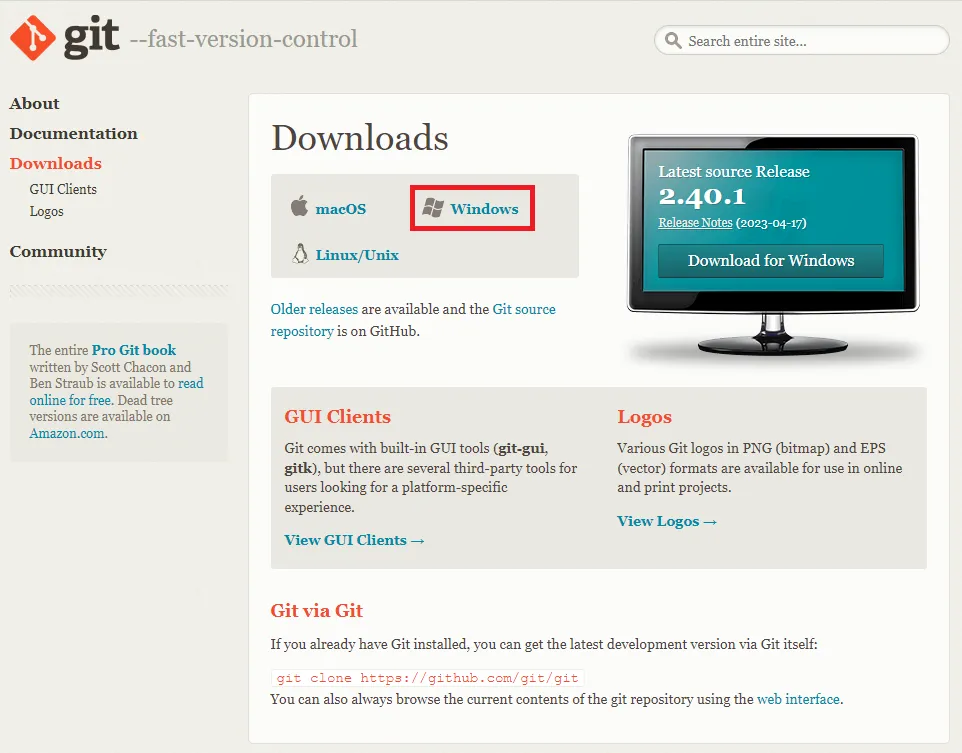 git --fast-version-control
Search entire site...
About
Documentation
Downloads
GUI Clients
Logos
Community
The entire Pro Git book
written by Scott Chacon and
Ben Straub is available to read
online for free. Dead tree
versions are available on
Amazon.com.
Downloads
macOS
Windows
Linux/Unix
Older releases are available and the Git source
repository is on GitHub.
Latest source Release
2.40.1
Release Notes (2023-04-17)
Download for Windows
GUI Clients
Git comes with built-in GUI tools (git-gui,
gitk), but there are several third-party tools for
users looking for a platform-specific
experience.
View GUI Clients →
Logos
Various Git logos in PNG (bitmap) and EPS
(vector) formats are available for use in online
and print projects.
View Logos →
Git via Git
If you already have Git installed, you can get the latest development version via Git itself:
git clone https://github.com/git/git
You can also always browse the current contents of the git repository using the web interface.